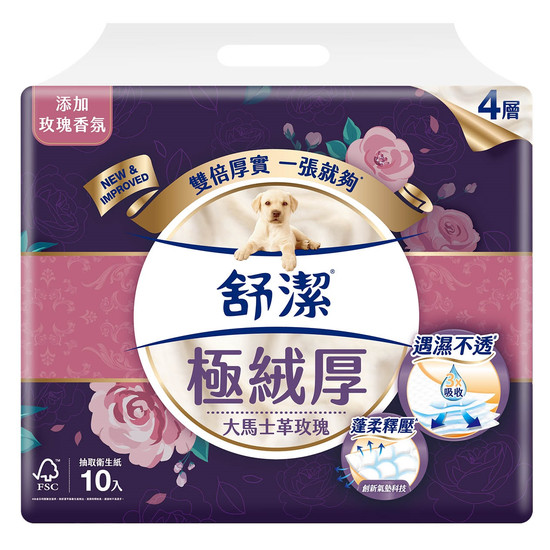 添加
玫瑰香氛
4層
NEW &
IMPROVED
雙倍厚實 一張就夠*
舒潔®
極絨厚
大馬士革玫瑰
遇濕不透*
3x
吸收
蓬柔釋壓
創新氣墊科技
FSC™
抽取衛生紙
10入